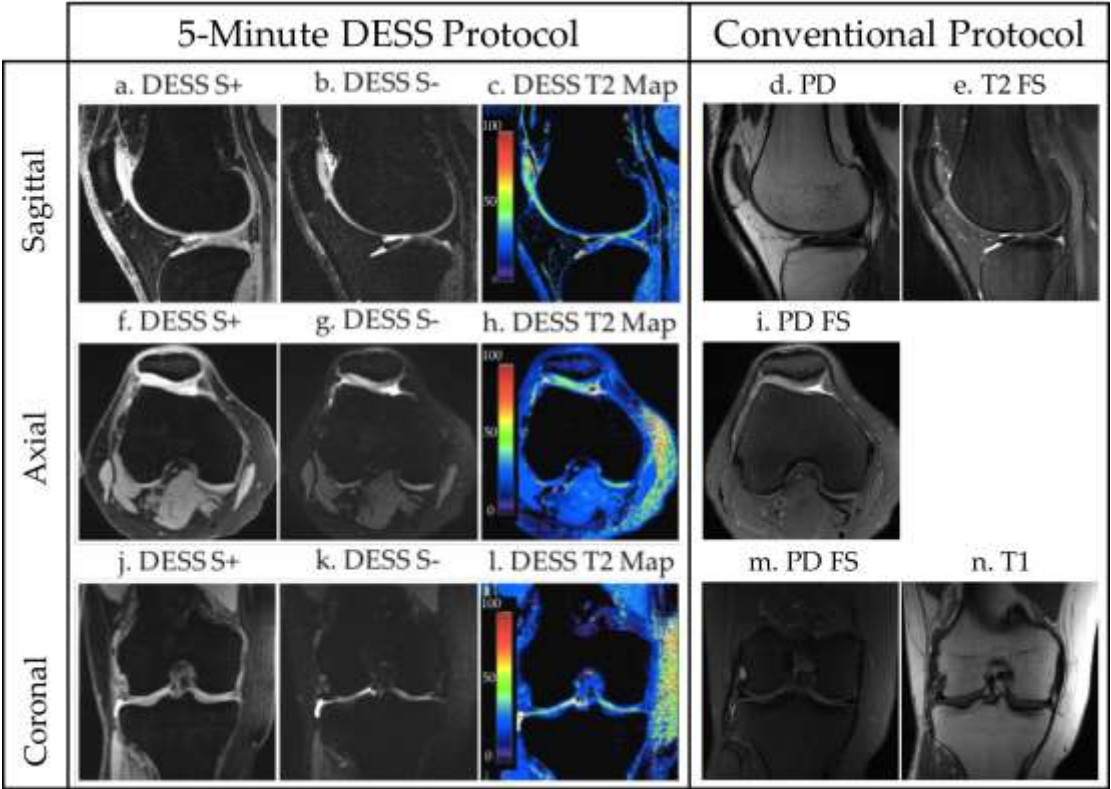 5-Minute DESS Protocol
Conventional Protocol
Sagittal
a. DESS S+
b. DESS S-
c. DESS T2 Map
d. PD
e. T2 FS
100
50
0
Axial
f. DESS S+
g. DESS S-
h. DESS T2 Map
i. PD FS
100
50
0
Coronal
j. DESS S+
k. DESS S-
l. DESS T2 Map
m. PD FS
n. T1
100
50
0